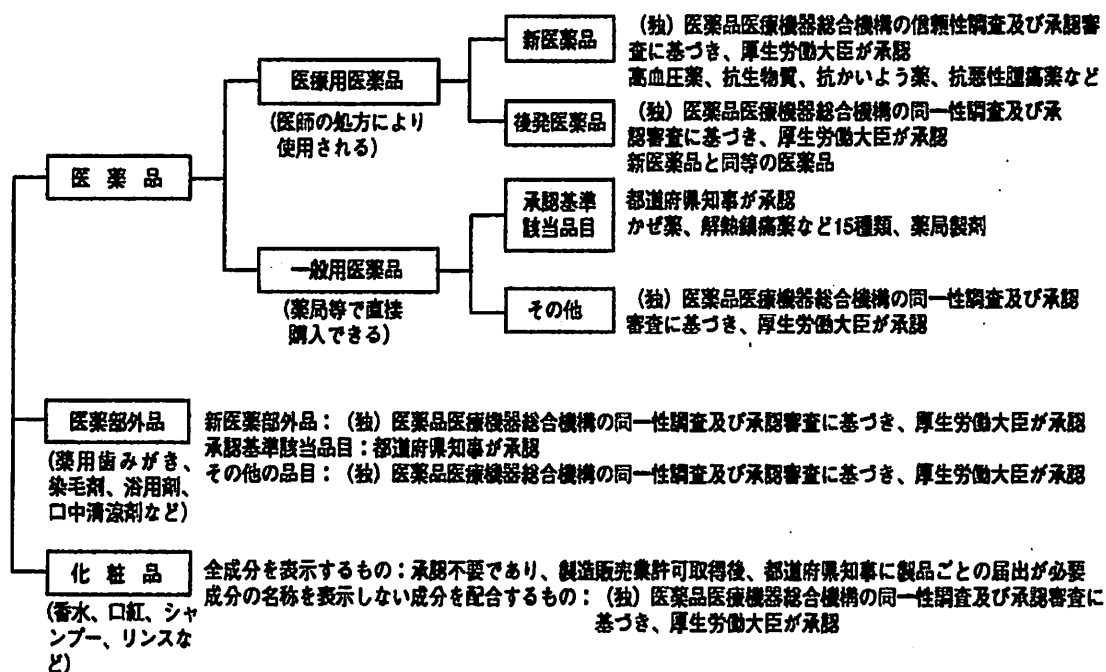 新医薬品
（独）医薬品医療機器総合機構の信頼性調査及び承認審
査に基づき、厚生労働大臣が承認
高血圧薬、抗生物質、抗かいよう薬、抗悪性腫瘍薬など
医療用医薬品
（医師の処方により
使用される）
後発医薬品
（独）医薬品医療機器総合機構の同一性調査及び承
認審査に基づき、厚生労働大臣が承認
新医薬品と同等の医薬品
医薬品
承認基準
該当品目
都道府県知事が承認
かぜ薬、解熱鎮痛薬など15種類、薬局製剤
一般用医薬品
（薬局等で直接
購入できる）
その他
（独）医薬品医療機器総合機構の同一性調査及び承認
審査に基づき、厚生労働大臣が承認
医薬部外品
（薬用歯みがき、
染毛剤、浴用剤、
口中清涼剤など）
新医薬部外品：（独）医薬品医療機器総合機構の同一性調査及び承認審査に基づき、厚生労働大臣が承認
承認基準該当品目：都道府県知事が承認
その他の品目：（独）医薬品医療機器総合機構の同一性調査及び承認審査に基づき、厚生労働大臣が承認
化粧品
（香水、口紅、シャ
ンプー、リンスな
ど）
全成分を表示するもの：承認不要であり、製造販売業許可取得後、都道府県知事に製品ごとの届出が必要
成分の名称を表示しない成分を配合するもの：（独）医薬品医療機器総合機構の同一性調査及び承認審査に
基づき、厚生労働大臣が承認